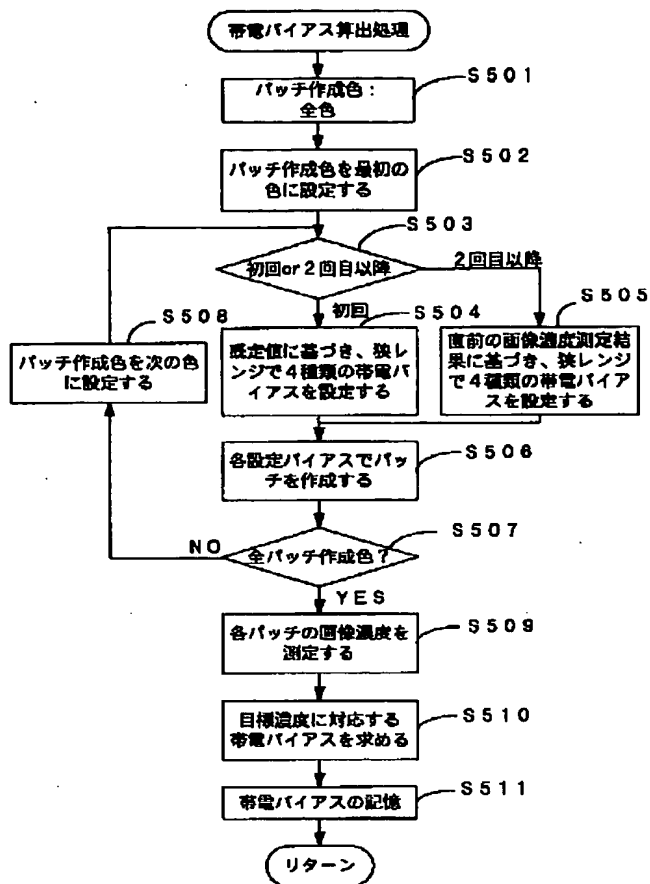 帯電バイアス算出処理
S501
パッチ作成色：
全色
S502
パッチ作成色を最初の
色に設定する
S503
初回or２回目以降
２回目以降
初回
S504
既定値に基づき、狭レ
ンジで４種類の帯電バ
イアスを設定する
S505
直前の画像濃度測定結
果に基づき、狭レンジ
で４種類の帯電バイア
スを設定する
S508
パッチ作成色を次の色
に設定する
S506
各設定バイアスでパッ
チを作成する
S507
全パッチ作成色？
NO
YES
S509
各パッチの画像濃度を
測定する
S510
目標濃度に対応する
帯電バイアスを求める
S511
帯電バイアスの記憶
リターン